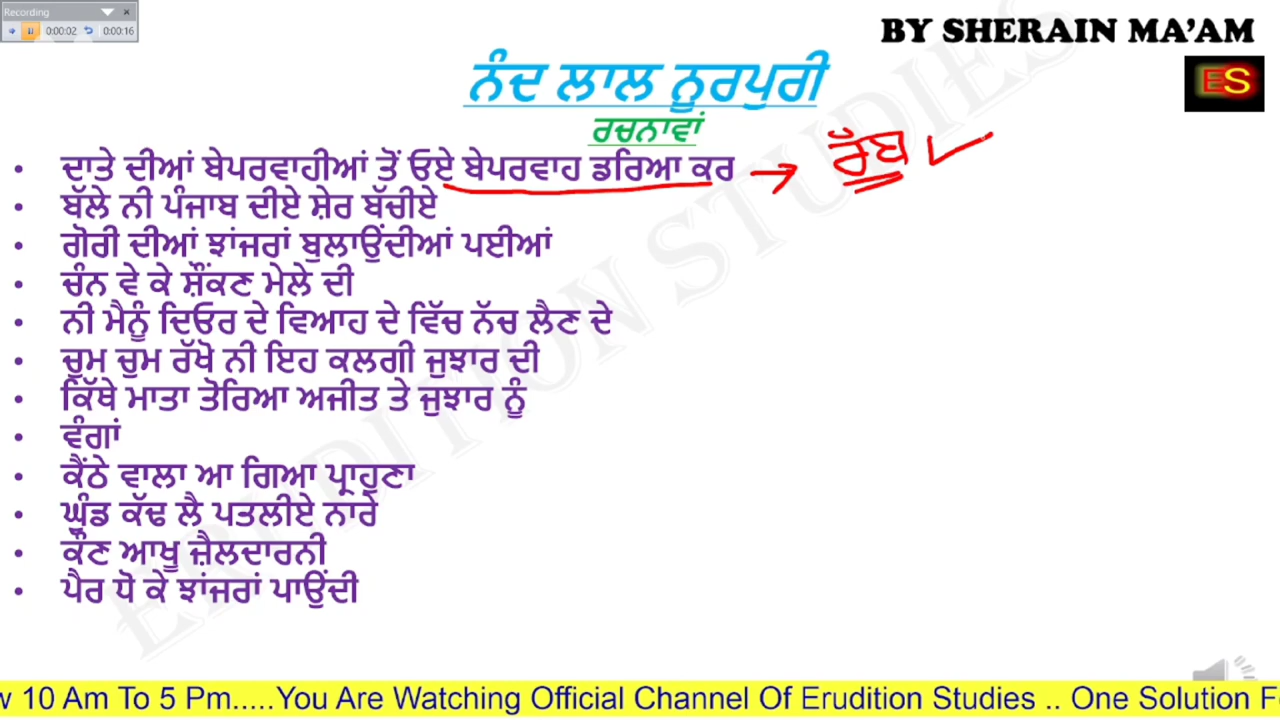 Recording
0:00:02 0:00:16
BY SHERAIN MA'AM
ES
ਨੰਦ ਲਾਲ ਨੂਰਪੁਰੀ
ਰਚਨਾਵਾਂ
• ਦਾਤੇ ਦੀਆਂ ਬੇਪਰਵਾਹੀਆਂ ਤੋਂ ਓਏ ਬੇਪਰਵਾਹ ਡਰਿਆ ਕਰ → ਰੱਬ
• ਬੱਲੇ ਨੀ ਪੰਜਾਬ ਦੀਏ ਸ਼ੇਰ ਬੱਚੀਏ
• ਗੋਰੀ ਦੀਆਂ ਝਾਂਜਰਾਂ ਬੁਲਾਉਂਦੀਆਂ ਪਈਆਂ
• ਚੰਨ ਵੇ ਕੇ ਸ਼ੌਂਕਣ ਮੇਲੇ ਦੀ
• ਨੀ ਮੈਨੂੰ ਦਿਓਰ ਦੇ ਵਿਆਹ ਦੇ ਵਿੱਚ ਨੱਚ ਲੈਣ ਦੇ
• ਚੁਮ ਚੁਮ ਰੱਖੋ ਨੀ ਇਹ ਕਲਗੀ ਜੁਝਾਰ ਦੀ
• ਕਿੱਥੇ ਮਾਤਾ ਤੋਰਿਆ ਅਜੀਤ ਤੇ ਜੁਝਾਰ ਨੂੰ
• ਵੰਗਾਂ
• ਕੈਂਠੇ ਵਾਲਾ ਆ ਗਿਆ ਪ੍ਰਾਹੁਣਾ
• ਘੁੰਡ ਕੱਢ ਲੈ ਪਤਲੀਏ ਨਾਰੇ
• ਕੌਣ ਆਖੂ ਜ਼ੈਲਦਾਰਨੀ
• ਪੈਰ ਧੋ ਕੇ ਝਾਂਜਰਾਂ ਪਾਉਂਦੀ
ERUDITION STUDIES
w 10 Am To 5 Pm.....You Are Watching Official Channel Of Erudition Studies .. One Solution F